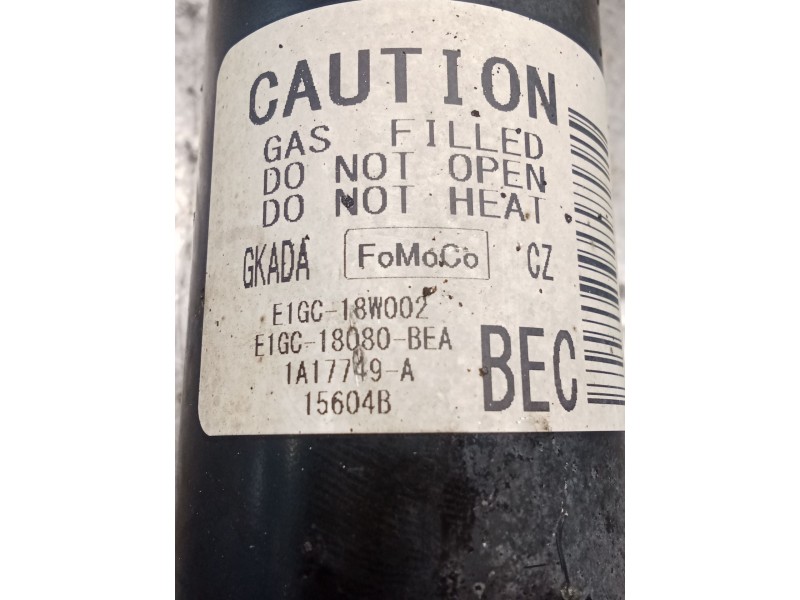 CAUTION
GAS FILLED
DO NOT OPEN
DO NOT HEAT
GKADA FoMoCo CZ
E1GC-18W002
E1GC-18080-BEA
1A17749-A
15604B
BEC